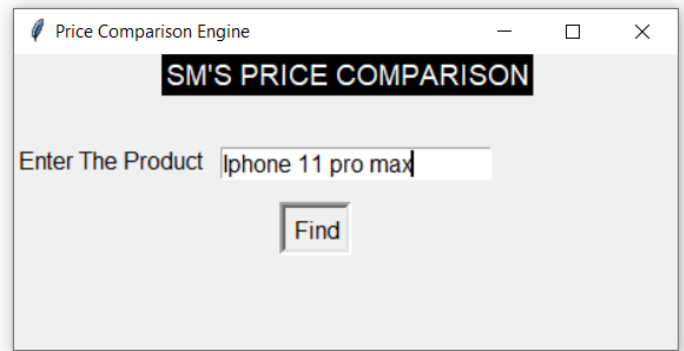 Price Comparison Engine
SM'S PRICE COMPARISON
Enter The Product Iphone 11 pro max
Find